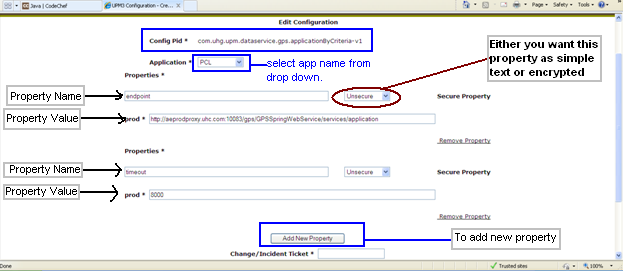 Java | CodeChef
UPMO Configuration - Cre...
Page
Safety
Tools
Edit Configuration
Config Pid * com.uhg.upm.dataservice.gps.applicationByCriteria-v1
Either you want this
property as simple
text or encrypted
Application * PCL
select app name from
drop down.
Properties *
Property Name
endpoint
Unsecure
Secure Property
Property Value
prod * http://aeprodproxy.uhc.com:10083/gps/GPSSpringWebService/services/application
Remove Property
Properties *
Property Name
timeout
Unsecure
Secure Property
Property Value
prod * 8000
Remove Property
Add New Property
To add new property
Change/Incident Ticket *
Done
Trusted sites
100%